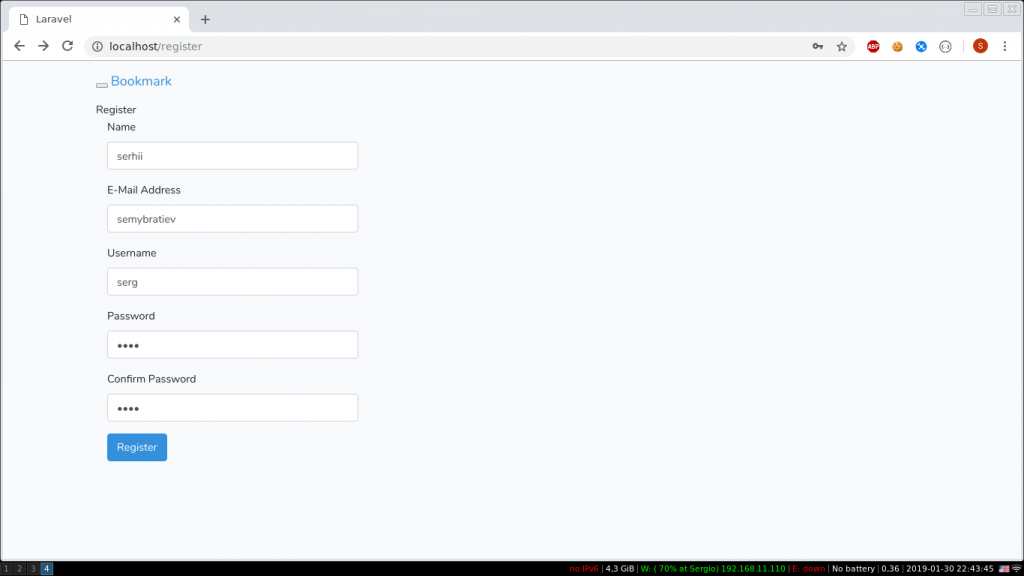 Laravel
localhost/register
ABP
S
Bookmark
Register
Name
serhii
E-Mail Address
semybratiev
Username
serg
Password
••••
Confirm Password
••••
Register
1 2 3 4
no IPv6 | 4,3 GiB | W: ( 70% at Sergio) 192.168.11.110 | E: down | No battery | 0,36 | 2019-01-30 22:43:45